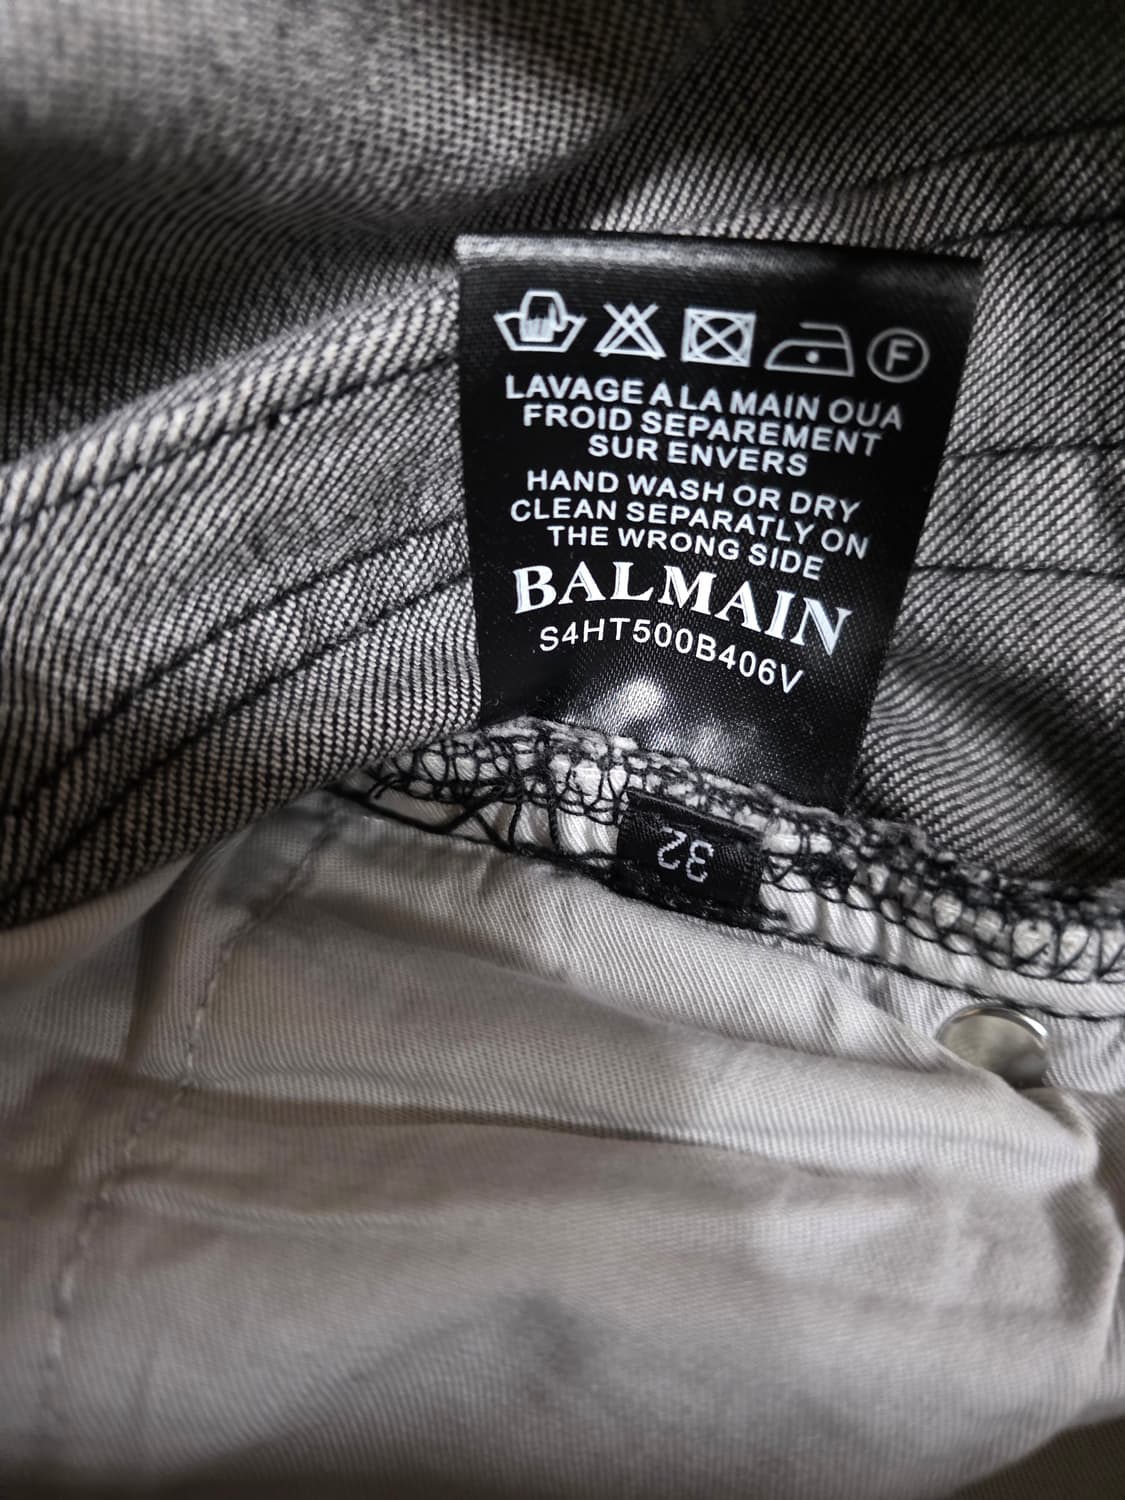 F
LAVAGE A LA MAIN OUA
FROID SEPAREMENT
SUR ENVERS
HAND WASH OR DRY
CLEAN SEPARATLY ON
THE WRONG SIDE
BALMAIN
S4HT500B406V
32